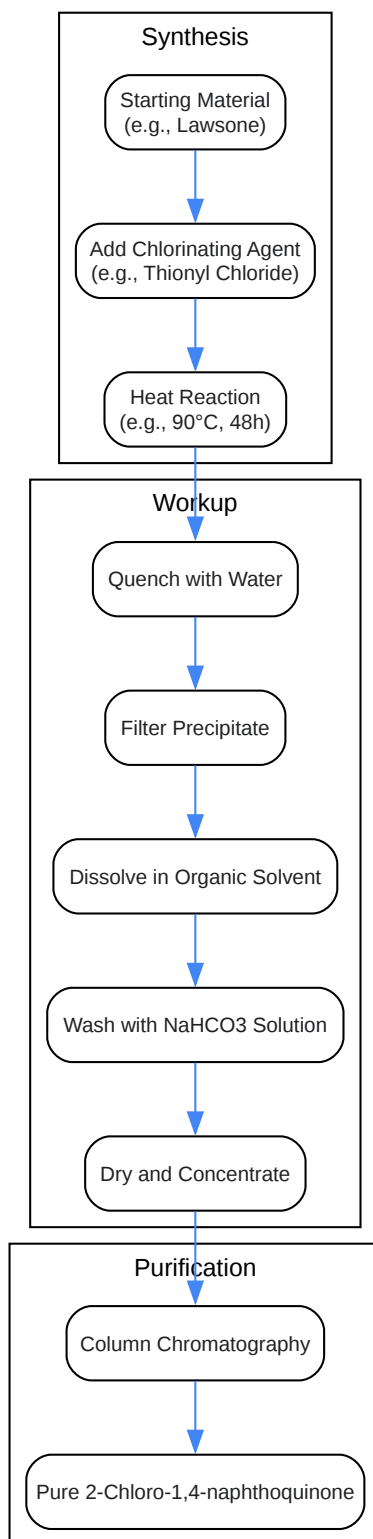 Synthesis
Starting Material
(e.g., Lawsone)
Add Chlorinating Agent
(e.g., Thionyl Chloride)
Heat Reaction
(e.g., 90°C, 48h)
Workup
Quench with Water
Filter Precipitate
Dissolve in Organic Solvent
Wash with NaHCO3 Solution
Dry and Concentrate
Purification
Column Chromatography
Pure 2-Chloro-1,4-naphthoquinone